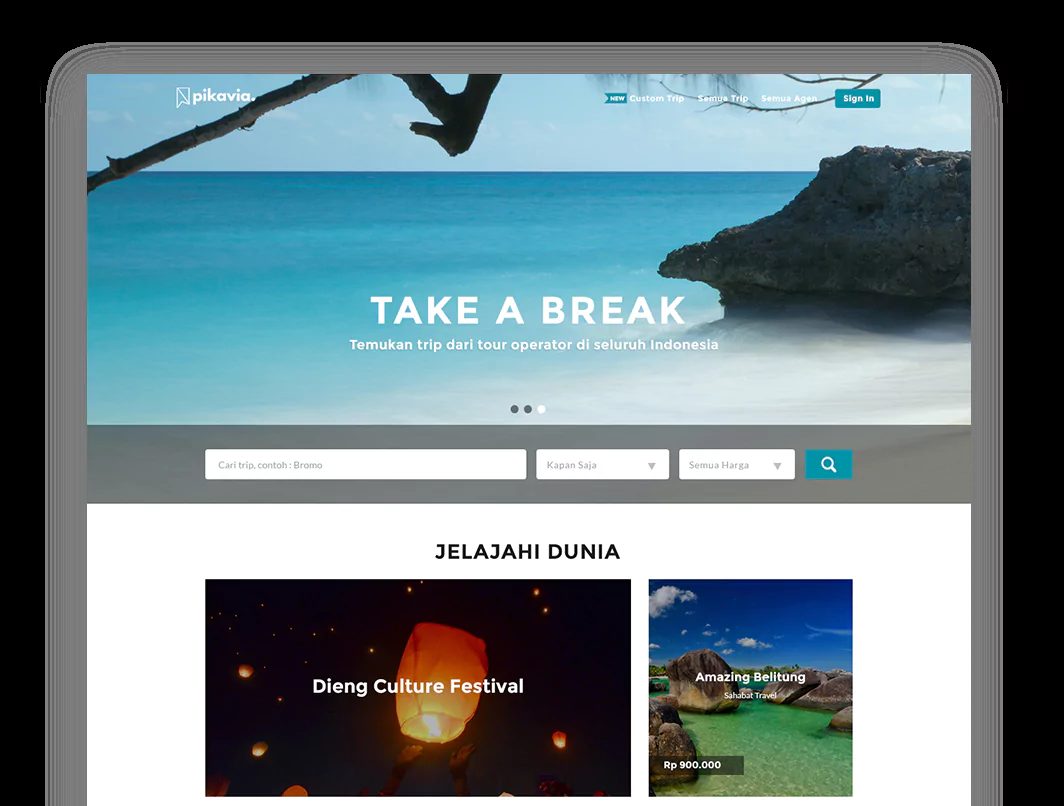 pikavia.
NEW Custom Trip Semua Trip Semua Agen Sign In
TAKE A BREAK
Temukan trip dari tour operator di seluruh Indonesia
Cari trip, contoh : Bromo Kapan Saja Semua Harga
JELAJAHI DUNIA
Dieng Culture Festival
Amazing Belitung
Sahabat Travel
Rp 900.000